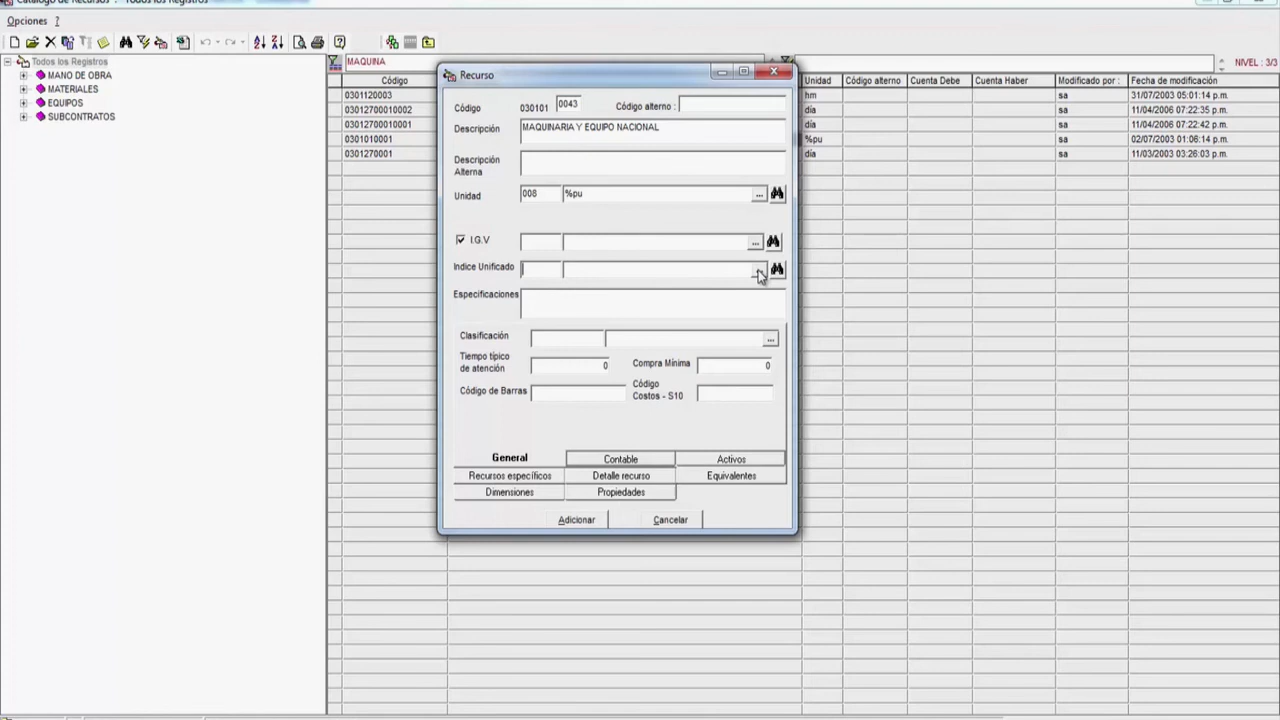 Catálogo de Recursos : Todos los Registros
Opciones ?
Todos los Registros
MANO DE OBRA
MATERIALES
EQUIPOS
SUBCONTRATOS
MAQUINA
NIVEL : 3/3
Código
Unidad
Código alterno
Cuenta Debe
Cuenta Haber
Modificado por :
Fecha de modificación
0301120003 hm sa 31/07/2003 05:01:14 p.m.
03012700010002 día sa 11/04/2006 07:22:35 p.m.
03012700010001 día sa 11/04/2006 07:22:42 p.m.
0301010001 %pu sa 02/07/2003 01:06:14 p.m.
0301270001 día sa 11/03/2003 03:26:03 p.m.
Recurso
Código 030101 0043 Código alterno :
Descripción MAQUINARIA Y EQUIPO NACIONAL
Descripción
Alterna
Unidad 008 %pu ...
I.G.V ...
Indice Unificado
Especificaciones
Clasificación ...
Tiempo típico
de atención 0 Compra Mínima 0
Código de Barras Código
Costos - S10
General Contable Activos
Recursos específicos Detalle recurso Equivalentes
Dimensiones Propiedades
Adicionar Cancelar